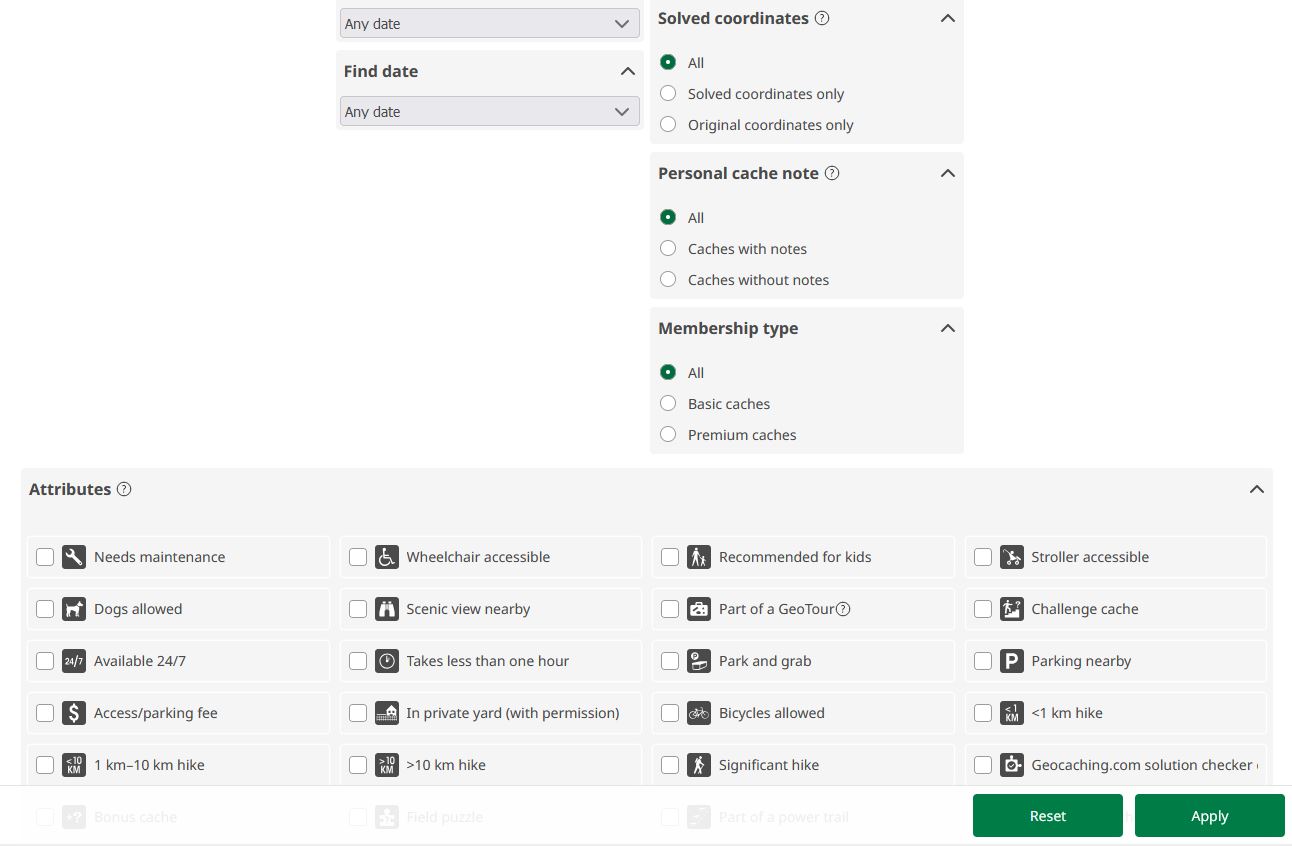 Any date
Find date
Any date
Solved coordinates ?
All
Solved coordinates only
Original coordinates only
Personal cache note ?
All
Caches with notes
Caches without notes
Membership type
All
Basic caches
Premium caches
Attributes ?
Needs maintenance
Wheelchair accessible
Recommended for kids
Stroller accessible
Dogs allowed
Scenic view nearby
Part of a GeoTour ?
? Challenge cache
24/7 Available 24/7
Takes less than one hour
P Park and grab
P Parking nearby
$ Access/parking fee
In private yard (with permission)
Bicycles allowed
<1 KM <1 km hike
<10 KM 1 km–10 km hike
>10 KM >10 km hike
Significant hike
Geocaching.com solution checker
? Bonus cache
Field puzzle
Part of a power trail
Reset
Apply